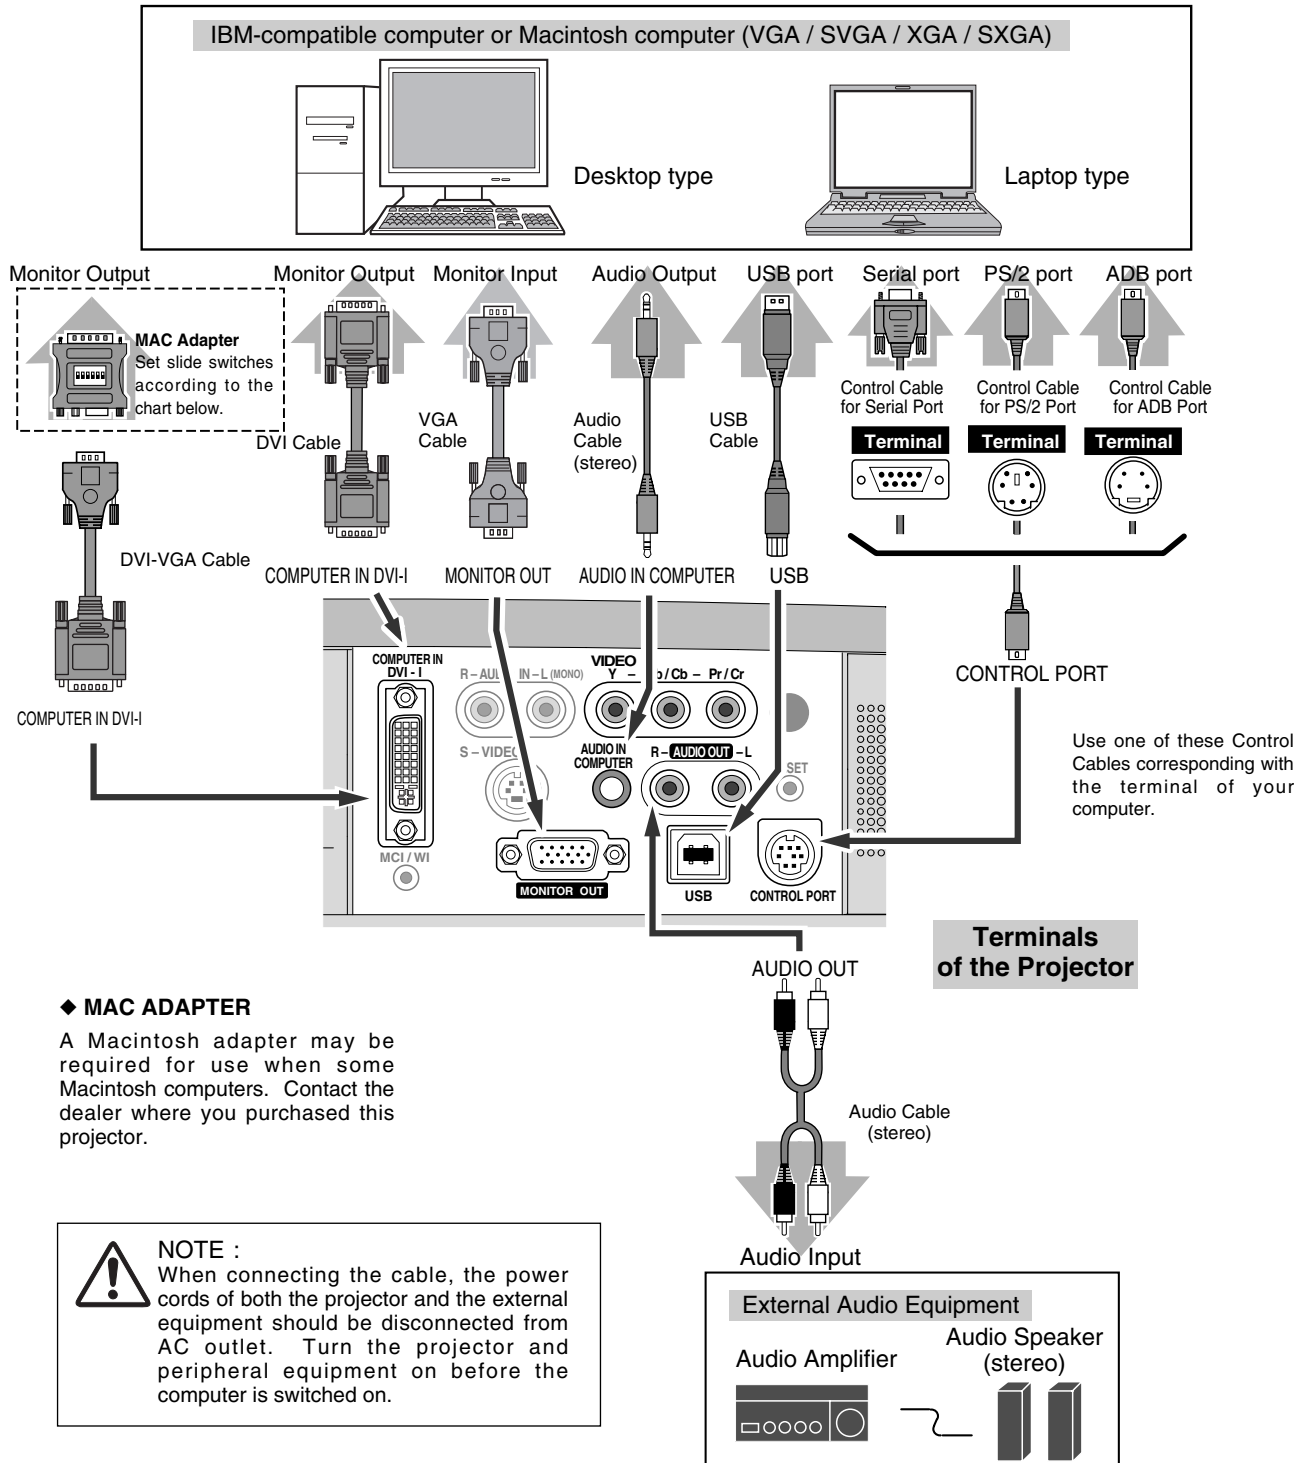 IBM-compatible computer or Macintosh computer (VGA / SVGA / XGA / SXGA)
Desktop type
Laptop type
Monitor Output
Monitor Output
Monitor Input
Audio Output
USB port
Serial port
PS/2 port
ADB port
MAC Adapter
Set slide switches
according to the
chart below.
DVI Cable
VGA
Cable
Audio
Cable
(stereo)
USB
Cable
Control Cable
for Serial Port
Control Cable
for PS/2 Port
Control Cable
for ADB Port
Terminal
Terminal
Terminal
DVI-VGA Cable
COMPUTER IN DVI-I
MONITOR OUT
AUDIO IN COMPUTER
USB
CONTROL PORT
COMPUTER IN DVI-I
COMPUTER IN
DVI - I
R – AU
IN – L (MONO)
VIDEO
Y – b / Cb – Pr / Cr
S – VIDEO
AUDIO IN
COMPUTER
R – AUDIO OUT – L
SET
MCI / WI
MONITOR OUT
USB
CONTROL PORT
Use one of these Control
Cables corresponding with
the terminal of your
computer.
Terminals
of the Projector
AUDIO OUT
◆ MAC ADAPTER
A Macintosh adapter may be
required for use when some
Macintosh computers. Contact the
dealer where you purchased this
projector.
Audio Cable
(stereo)
NOTE :
When connecting the cable, the power
cords of both the projector and the external
equipment should be disconnected from
AC outlet. Turn the projector and
peripheral equipment on before the
computer is switched on.
Audio Input
External Audio Equipment
Audio Amplifier
Audio Speaker
(stereo)